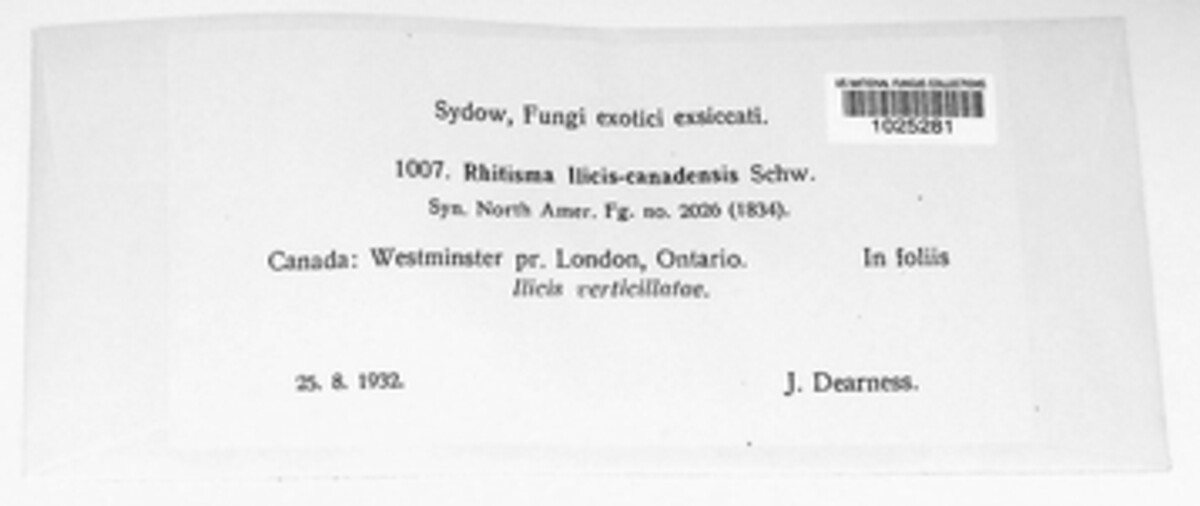 US NATIONAL FUNGUS COLLECTIONS
1025281
Sydow, Fungi exotici exsiccati.
1007. Rhitisma Ilicis-canadensis Schw.
Syn. North Amer. Fg. no. 2026 (1834).
Canada: Westminster pr. London, Ontario. In foliis
Ilicis verticillatae.
25. 8. 1932. J. Dearness.